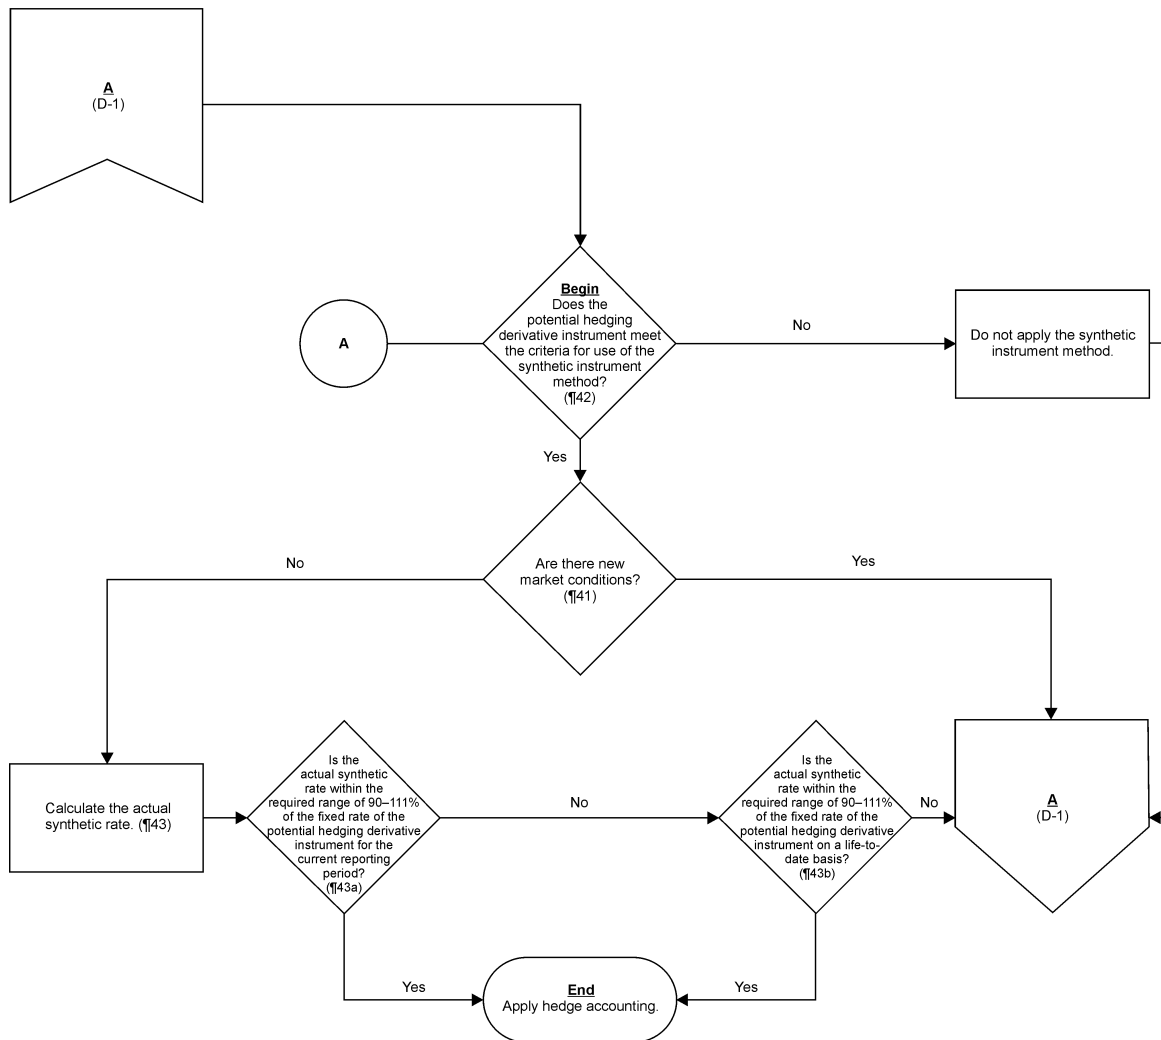 A
(D-1)
Begin
Does the
potential hedging
derivative instrument meet
the criteria for use of the
synthetic instrument
method?
(¶42)
A
No
Do not apply the synthetic
instrument method.
Yes
Are there new
market conditions?
(¶41)
No
Yes
Calculate the actual
synthetic rate. (¶43)
Is the
actual synthetic
rate within the
required range of 90–111%
of the fixed rate of the
potential hedging derivative
instrument for the
current reporting
period?
(¶43a)
No
Is the
actual synthetic
rate within the
required range of 90–111%
of the fixed rate of the
potential hedging derivative
instrument on a life-to-
date basis?
(¶43b)
No
A
(D-1)
Yes
End
Apply hedge accounting.
Yes